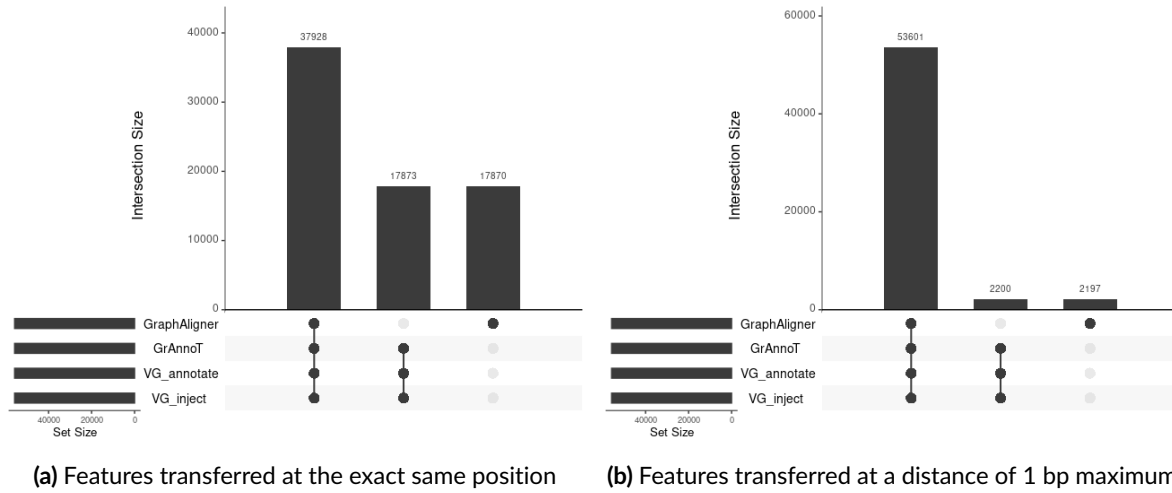 40000
30000
20000
10000
0
Intersection Size
37928
17873
17870
GraphAligner
GrAnnoT
VG_annotate
VG_inject
40000 20000 0
Set Size
(a) Features transferred at the exact same position
60000
40000
20000
0
Intersection Size
53601
2200
2197
GraphAligner
GrAnnoT
VG_annotate
VG_inject
40000 20000 0
Set Size
(b) Features transferred at a distance of 1 bp maximum